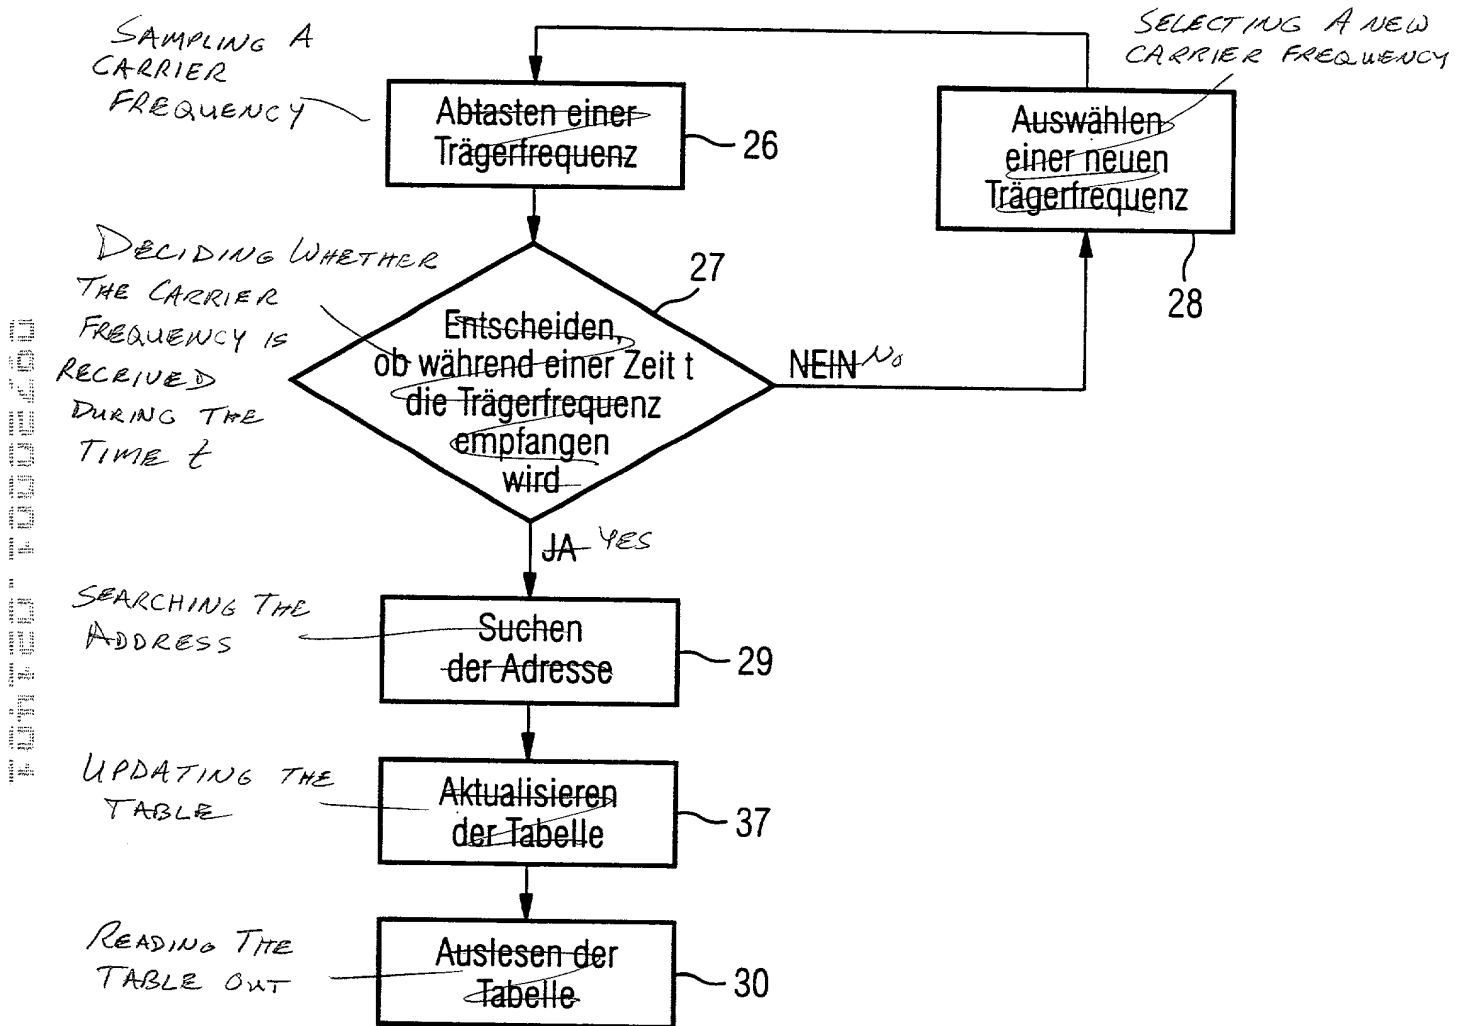 SAMPLING A
CARRIER
FREQUENCY
Abtasten einer
Trägerfrequenz
26
SELECTING A NEW
CARRIER FREQUENCY
Auswählen
einer neuen
Trägerfrequenz
28
DECIDING WHETHER
THE CARRIER
FREQUENCY IS
RECEIVED
DURING THE
TIME t
Entscheiden,
ob während einer Zeit t
die Trägerfrequenz
empfangen
wird
27
NEIN No
JA YES
SEARCHING THE
ADDRESS
Suchen
der Adresse
29
UPDATING THE
TABLE
Aktualisieren
der Tabelle
37
READING THE
TABLE OUT
Auslesen der
Tabelle
30